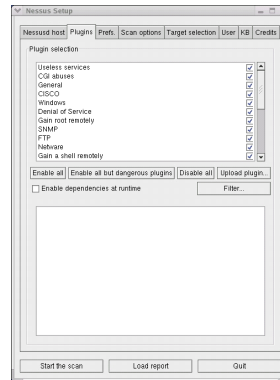 Nessus Setup
Nessusd host Plugins Prefs. Scan options Target selection User KB Credits
Plugin selection
Useless services
CGI abuses
General
CISCO
Windows
Denial of Service
Gain root remotely
SNMP
FTP
Netware
Gain a shell remotely
Enable all Enable all but dangerous plugins Disable all Upload plugin...
Enable dependencies at runtime Filter...
Start the scan Load report Quit